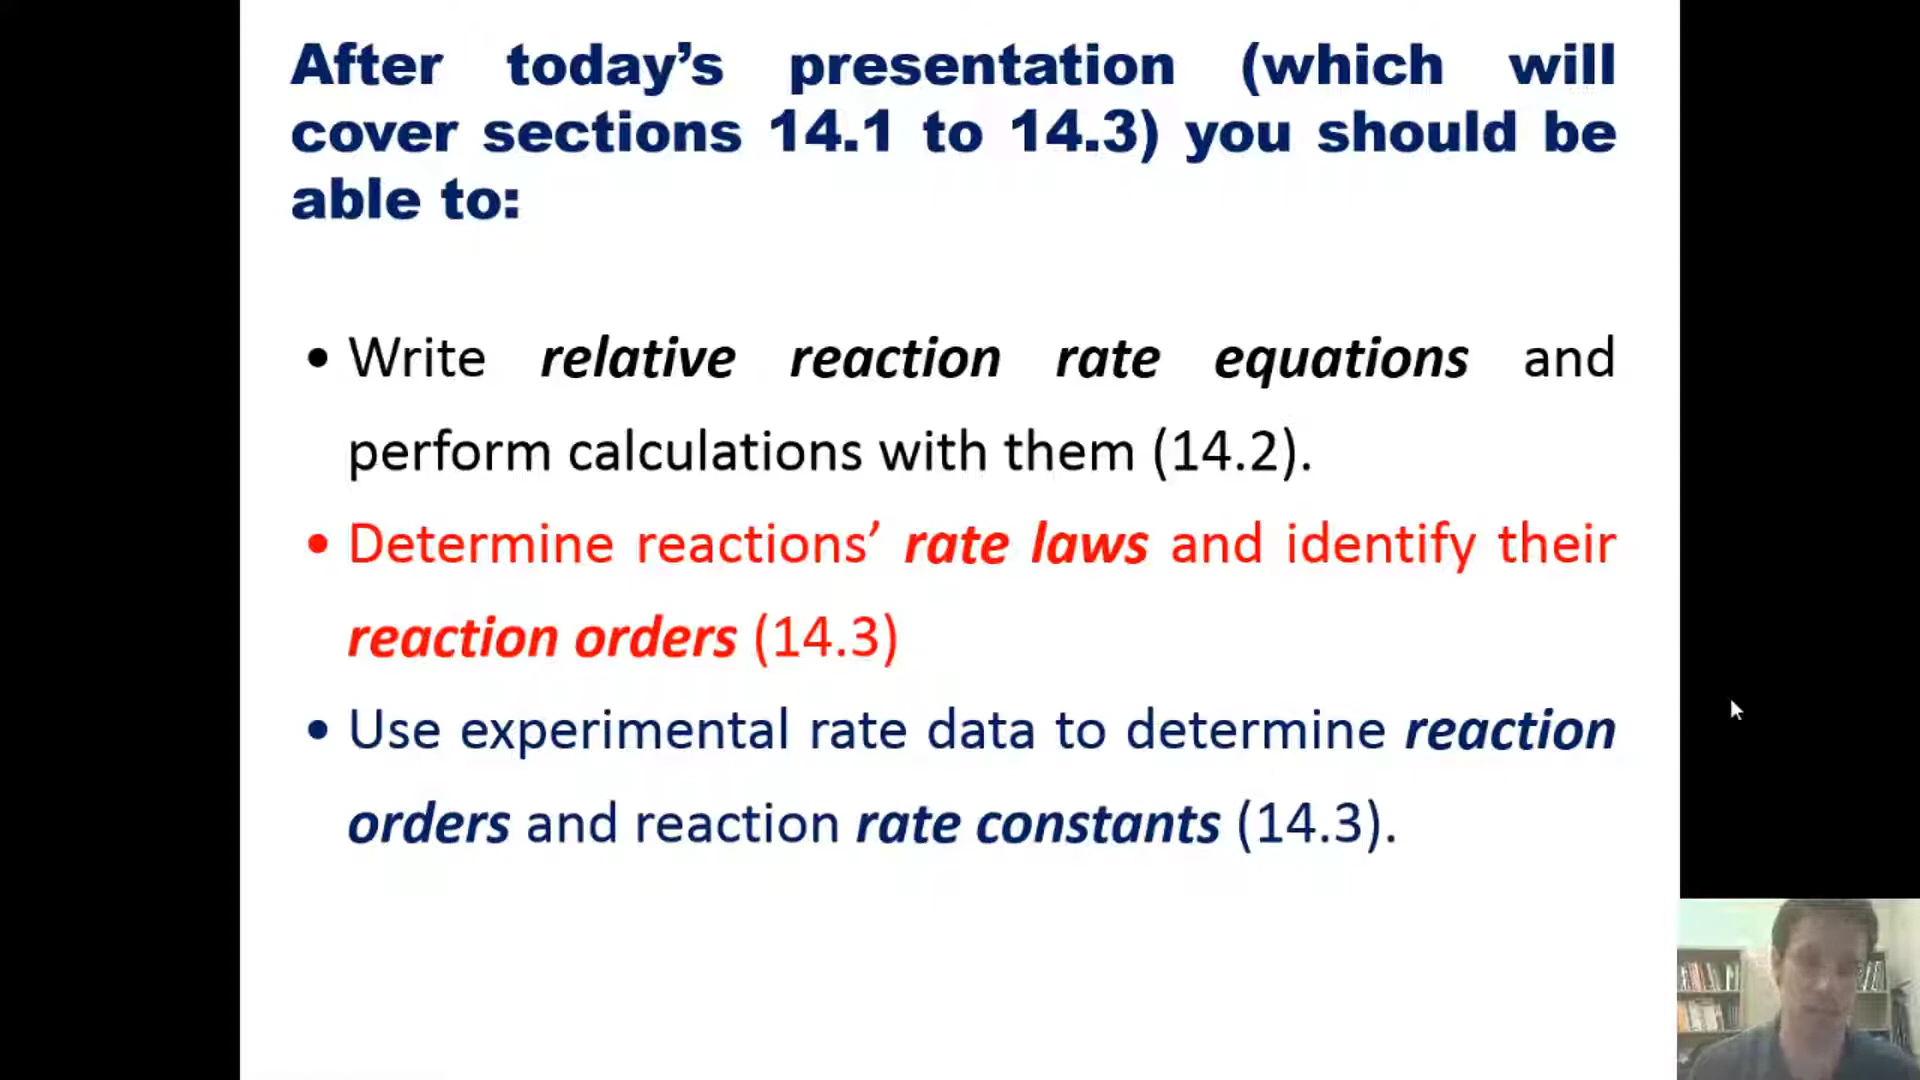 After today’s presentation (which will
cover sections 14.1 to 14.3) you should be
able to:
• Write relative reaction rate equations and
perform calculations with them (14.2).
• Determine reactions’ rate laws and identify their
reaction orders (14.3)
• Use experimental rate data to determine reaction
orders and reaction rate constants (14.3).